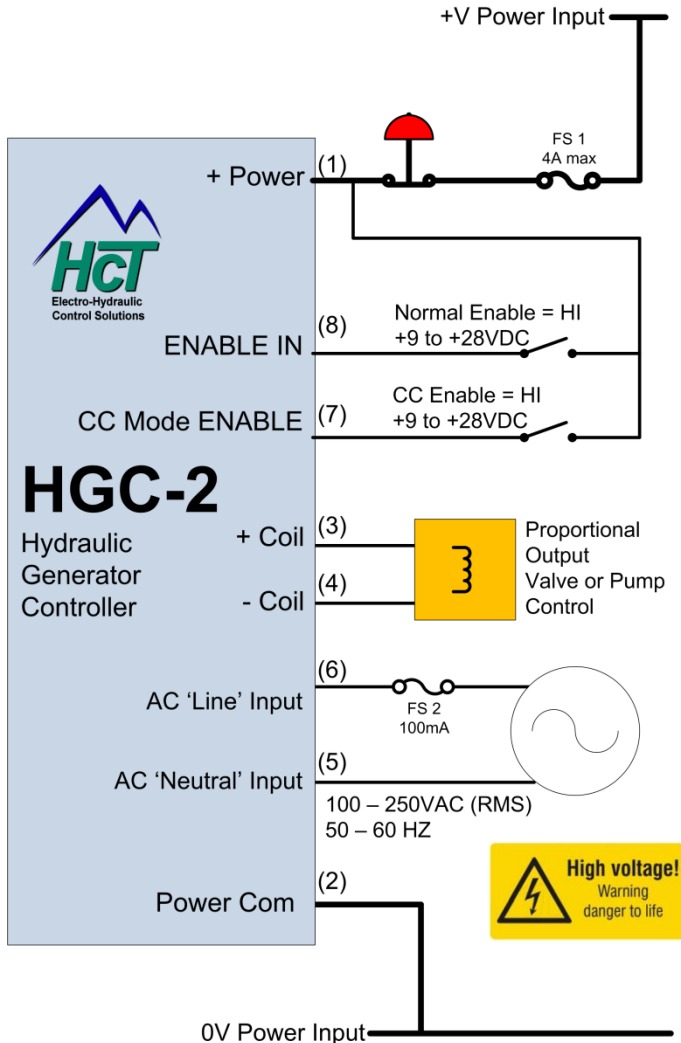 +V Power Input
FS 1
4A max
+ Power
(1)
HCT
Electro-Hydraulic
Control Solutions
Normal Enable = HI
+9 to +28VDC
(8)
ENABLE IN
CC Enable = HI
+9 to +28VDC
(7)
CC Mode ENABLE
HGC-2
Hydraulic
Generator
Controller
+ Coil
(3)
- Coil
(4)
Proportional
Output
Valve or Pump
Control
(6)
AC ‘Line’ Input
FS 2
100mA
(5)
AC ‘Neutral’ Input
100 – 250VAC (RMS)
50 – 60 HZ
High voltage!
Warning
danger to life
(2)
Power Com
0V Power Input